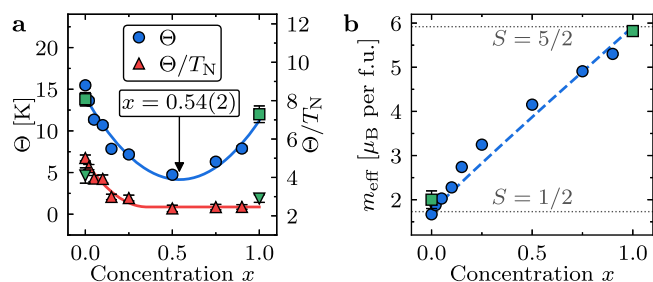 a
Θ
Θ/T_N
x = 0.54(2)
Θ [K]
20
15
10
5
0
12
10
8
6
4
2
Θ/T_N
0.0 0.5 1.0
Concentration x
b
S = 5/2
S = 1/2
m_eff [μ_B per f.u.]
6
5
4
3
2
0.0 0.5 1.0
Concentration x